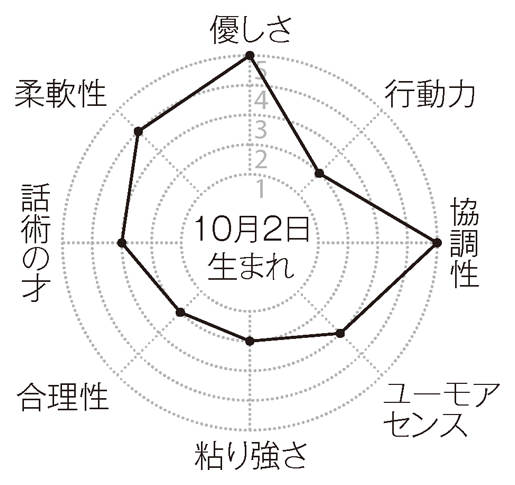 優しさ
行動力
協調性
ユーモア
センス
粘り強さ
合理性
話術の才
柔軟性
5
4
3
2
1
10月2日
生まれ